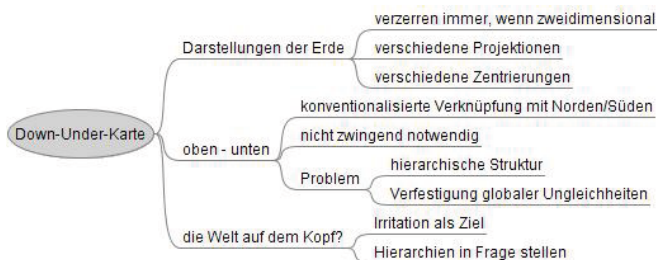 Down-Under-Karte
Darstellungen der Erde
verzerren immer, wenn zweidimensional
verschiedene Projektionen
verschiedene Zentrierungen
oben - unten
konventionalisierte Verknüpfung mit Norden/Süden
nicht zwingend notwendig
Problem
hierarchische Struktur
Verfestigung globaler Ungleichheiten
die Welt auf dem Kopf?
Irritation als Ziel
Hierarchien in Frage stellen